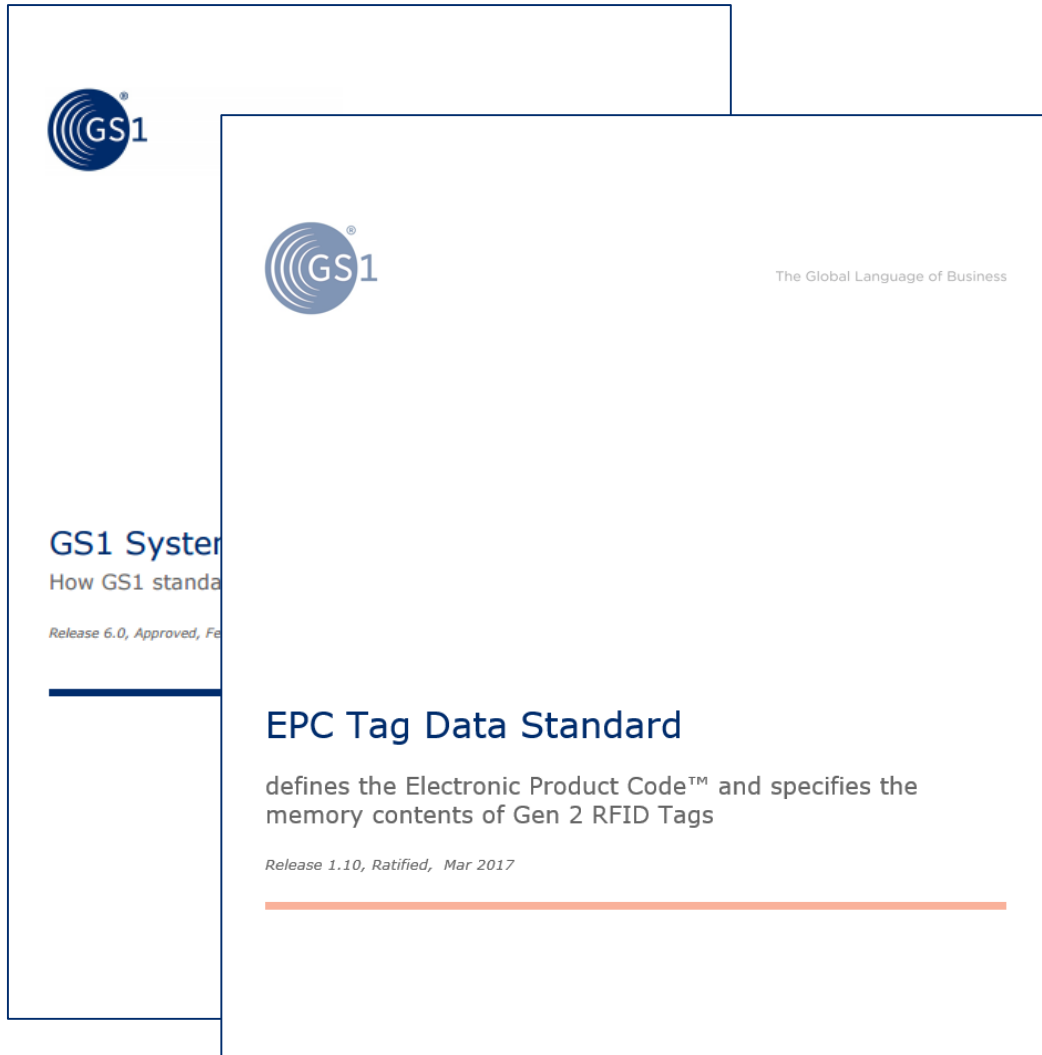 GS1
GS1 Syste
How GS1 standa
Release 6.0, Approved, Fe
GS1
The Global Language of Business
EPC Tag Data Standard
defines the Electronic Product Code™ and specifies the
memory contents of Gen 2 RFID Tags
Release 1.10, Ratified, Mar 2017